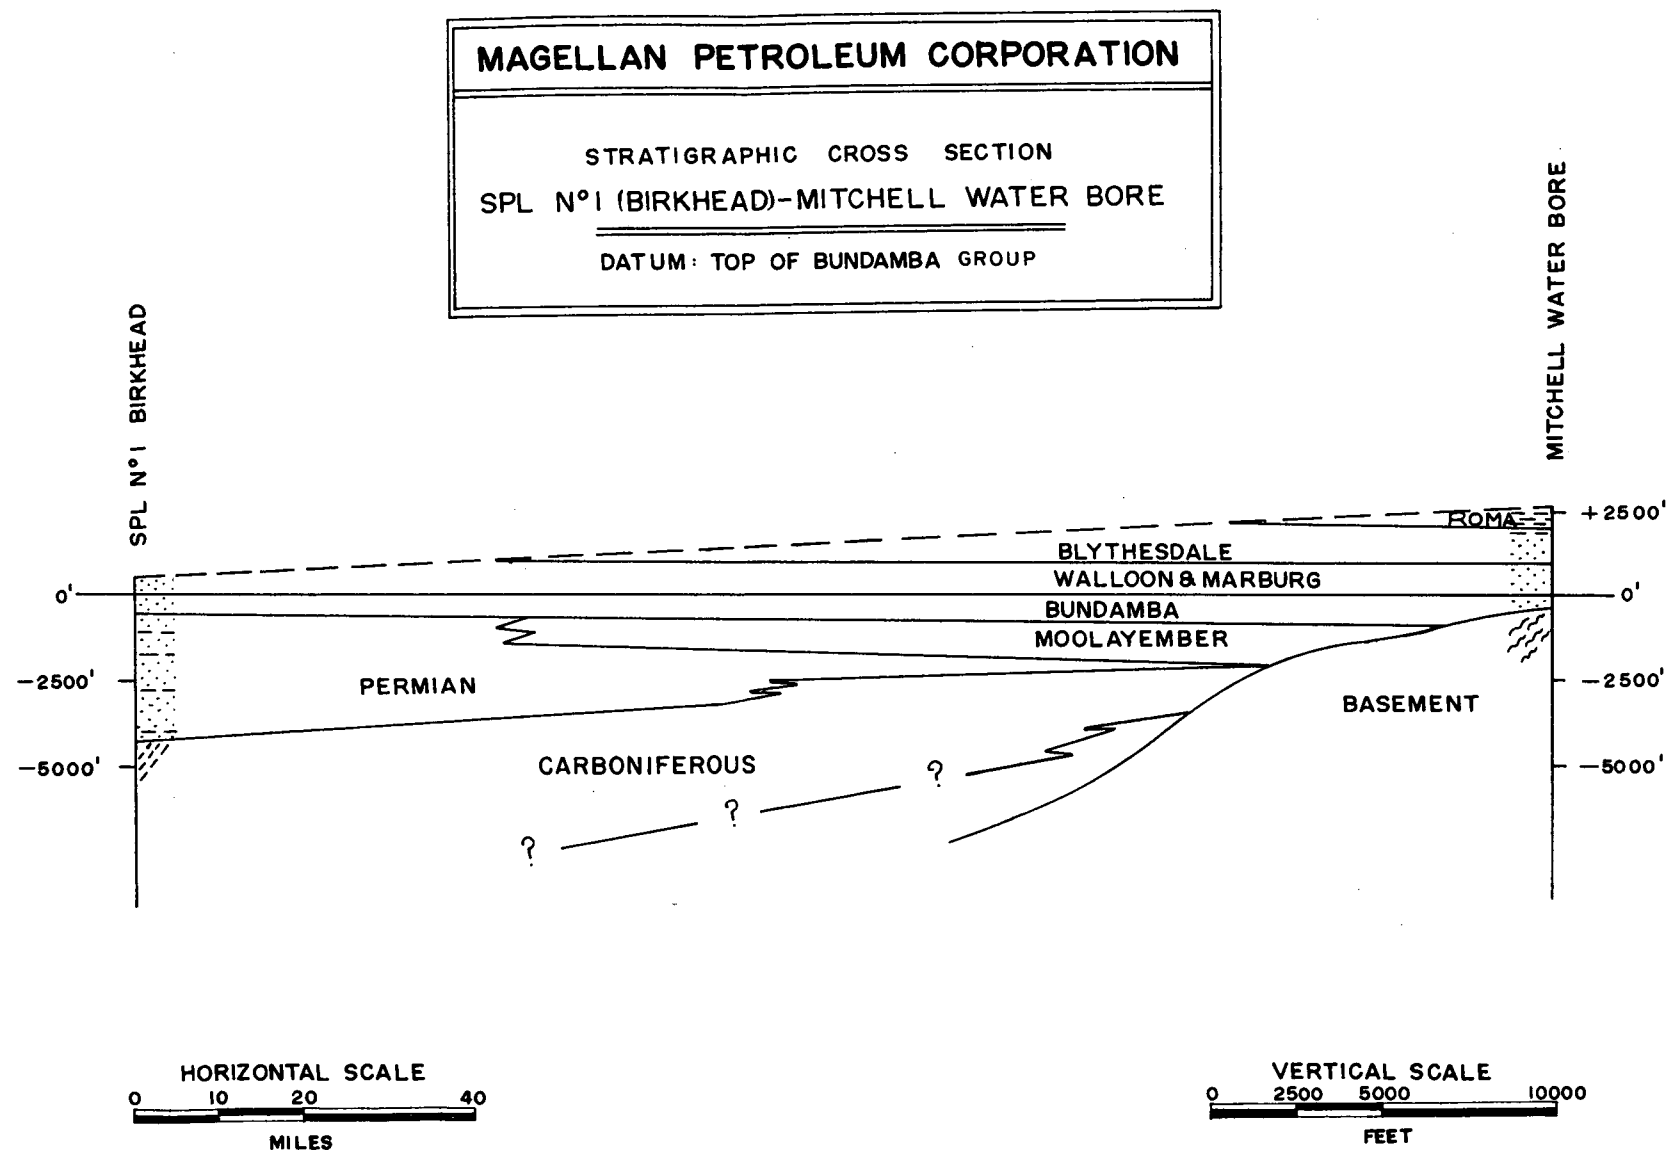 MAGELLAN PETROLEUM CORPORATION
STRATIGRAPHIC CROSS SECTION
SPL Nº1 (BIRKHEAD)-MITCHELL WATER BORE
DATUM: TOP OF BUNDAMBA GROUP
SPL Nº1 BIRKHEAD
MITCHELL WATER BORE
+2500'
ROMA
BLYTHESDALE
WALLOON & MARBURG
0'
0'
BUNDAMBA
MOOLAYEMBER
-2500'
PERMIAN
-2500'
BASEMENT
-5000'
CARBONIFEROUS
?
-5000'
?
?
HORIZONTAL SCALE
0 10 20 40
MILES
VERTICAL SCALE
0 2500 5000 10000
FEET